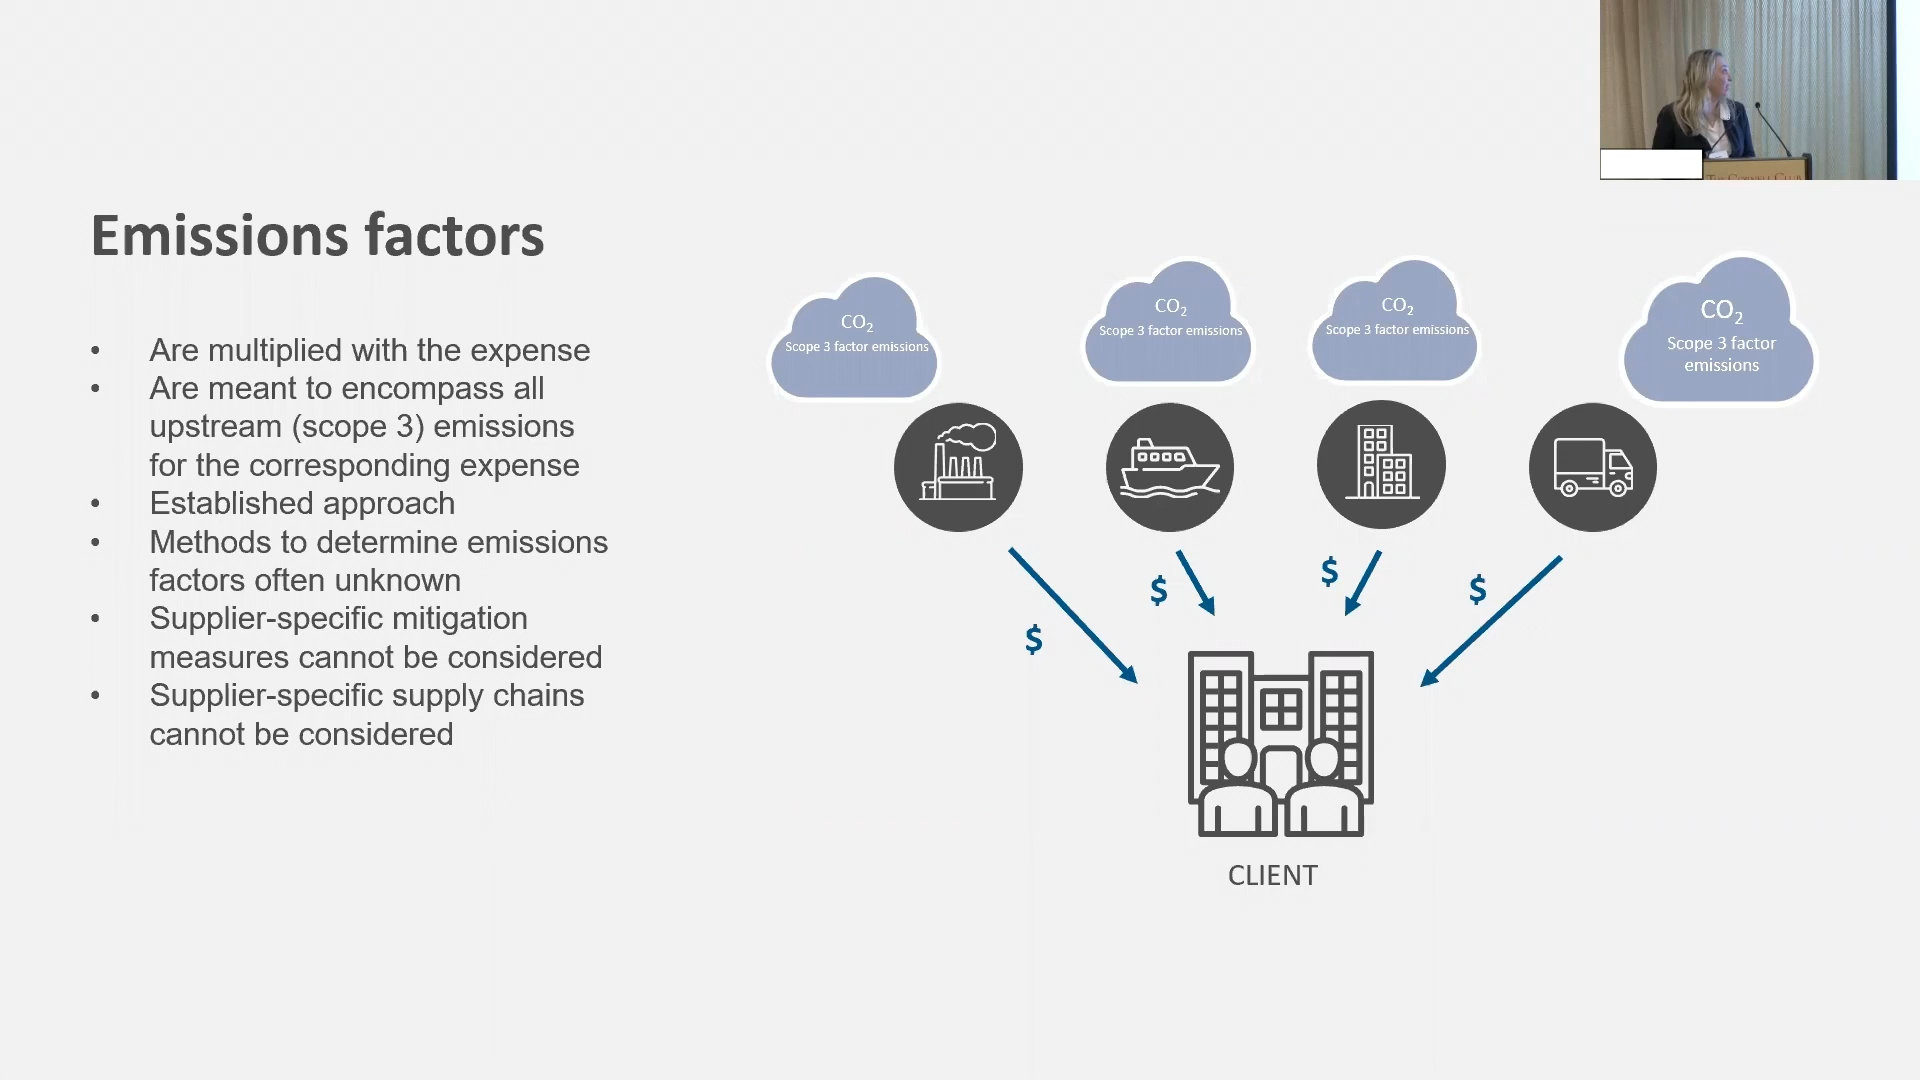 THE CORNELL CLUB
Emissions factors
• Are multiplied with the expense
• Are meant to encompass all
upstream (scope 3) emissions
for the corresponding expense
• Established approach
• Methods to determine emissions
factors often unknown
• Supplier-specific mitigation
measures cannot be considered
• Supplier-specific supply chains
cannot be considered
CO₂
Scope 3 factor emissions
CO₂
Scope 3 factor emissions
CO₂
Scope 3 factor emissions
CO₂
Scope 3 factor
emissions
$
$
$
$
CLIENT